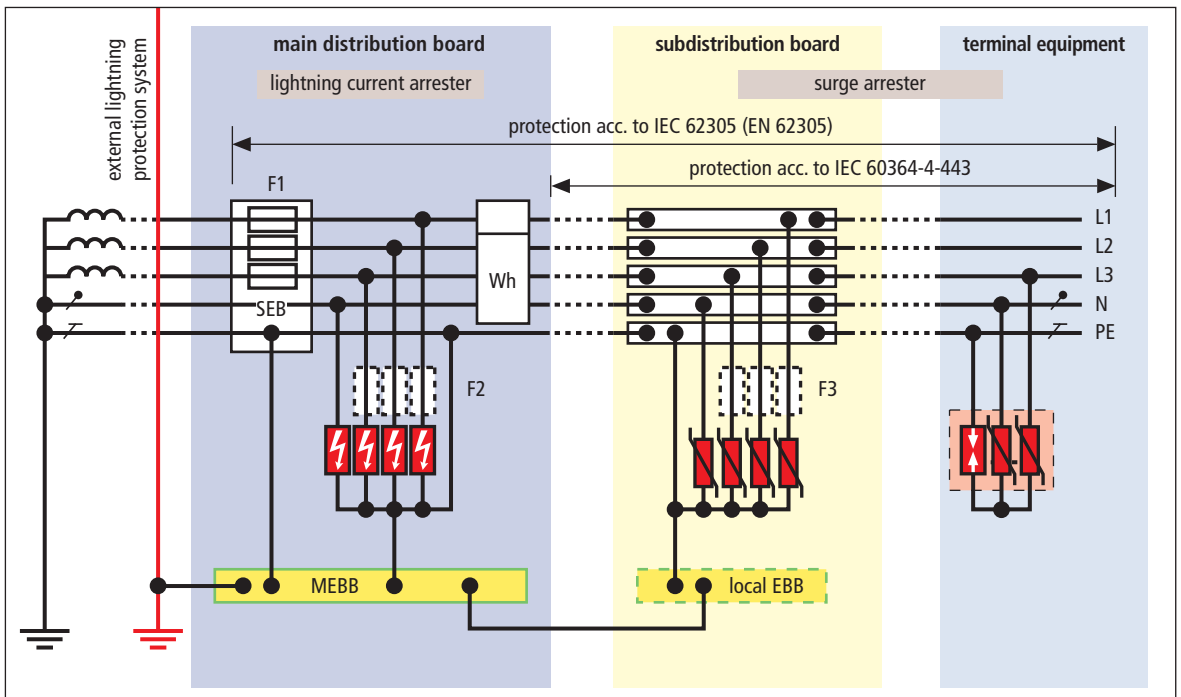 external lightning
protection system
main distribution board
subdistribution board
terminal equipment
lightning current arrester
surge arrester
protection acc. to IEC 62305 (EN 62305)
protection acc. to IEC 60364-4-443
F1
L1
L2
L3
Wh
SEB
N
PE
F2
F3
MEBB
local EBB